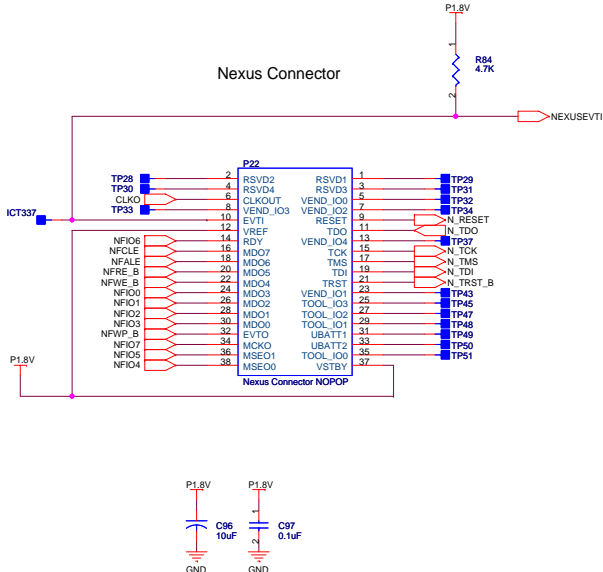 P1.8V
1
R84
4.7K
2
Nexus Connector
NEXUSEVTI
P22
TP28 2 RSVD2 RSVD1 1 TP29
TP30 4 RSVD4 RSVD3 3 TP31
CLKO 6 CLKOUT VEND_IO0 5 TP32
TP33 8 VEND_IO3 VEND_IO2 7 TP34
ICT337 10 EVTI RESET 9 N_RESET
12 VREF TDO 11 N_TDO
NFIO6 14 RDY VEND_IO4 13 TP37
NFCLE 16 MDO7 TCK 15 N_TCK
NFALE 18 MDO6 TMS 17 N_TMS
NFRE_B 20 MDO5 TDI 19 N_TDI
NFWE_B 22 MDO4 TRST 21 N_TRST_B
NFIO0 24 MDO3 VEND_IO1 23 TP43
NFIO1 26 MDO2 TOOL_IO3 25 TP45
NFIO2 28 MDO1 TOOL_IO2 27 TP47
NFIO3 30 MDO0 TOOL_IO1 29 TP48
NFWP_B 32 EVTO UBATT1 31 TP49
NFIO7 34 MCKO UBATT2 33 TP50
NFIO5 36 MSEO1 TOOL_IO0 35 TP51
NFIO4 38 MSEO0 VSTBY 37
P1.8V
Nexus Connector NOPOP
P1.8V P1.8V
1
C96 C97
10uF 0.1uF
2
GND GND